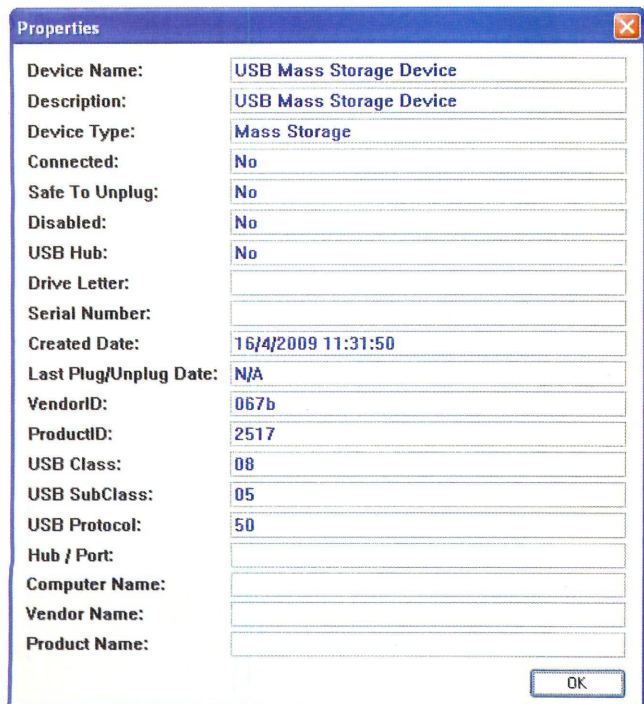 Properties
Device Name: USB Mass Storage Device
Description: USB Mass Storage Device
Device Type: Mass Storage
Connected: No
Safe To Unplug: No
Disabled: No
USB Hub: No
Drive Letter:
Serial Number:
Created Date: 16/4/2009 11:31:50
Last Plug/Unplug Date: N/A
VendorID: 067b
ProductID: 2517
USB Class: 08
USB SubClass: 05
USB Protocol: 50
Hub / Port:
Computer Name:
Vendor Name:
Product Name:
OK